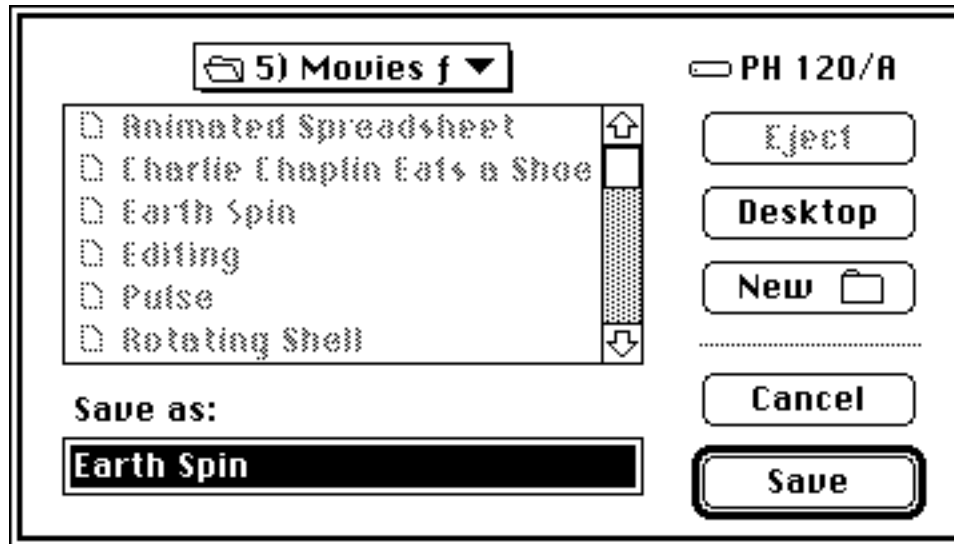 5) Movies ƒ
PH 120/A
Animated Spreadsheet
Charlie Chaplin Eats a Shoe
Earth Spin
Editing
Pulse
Rotating Shell
Eject
Desktop
New
Save as:
Earth Spin
Cancel
Save